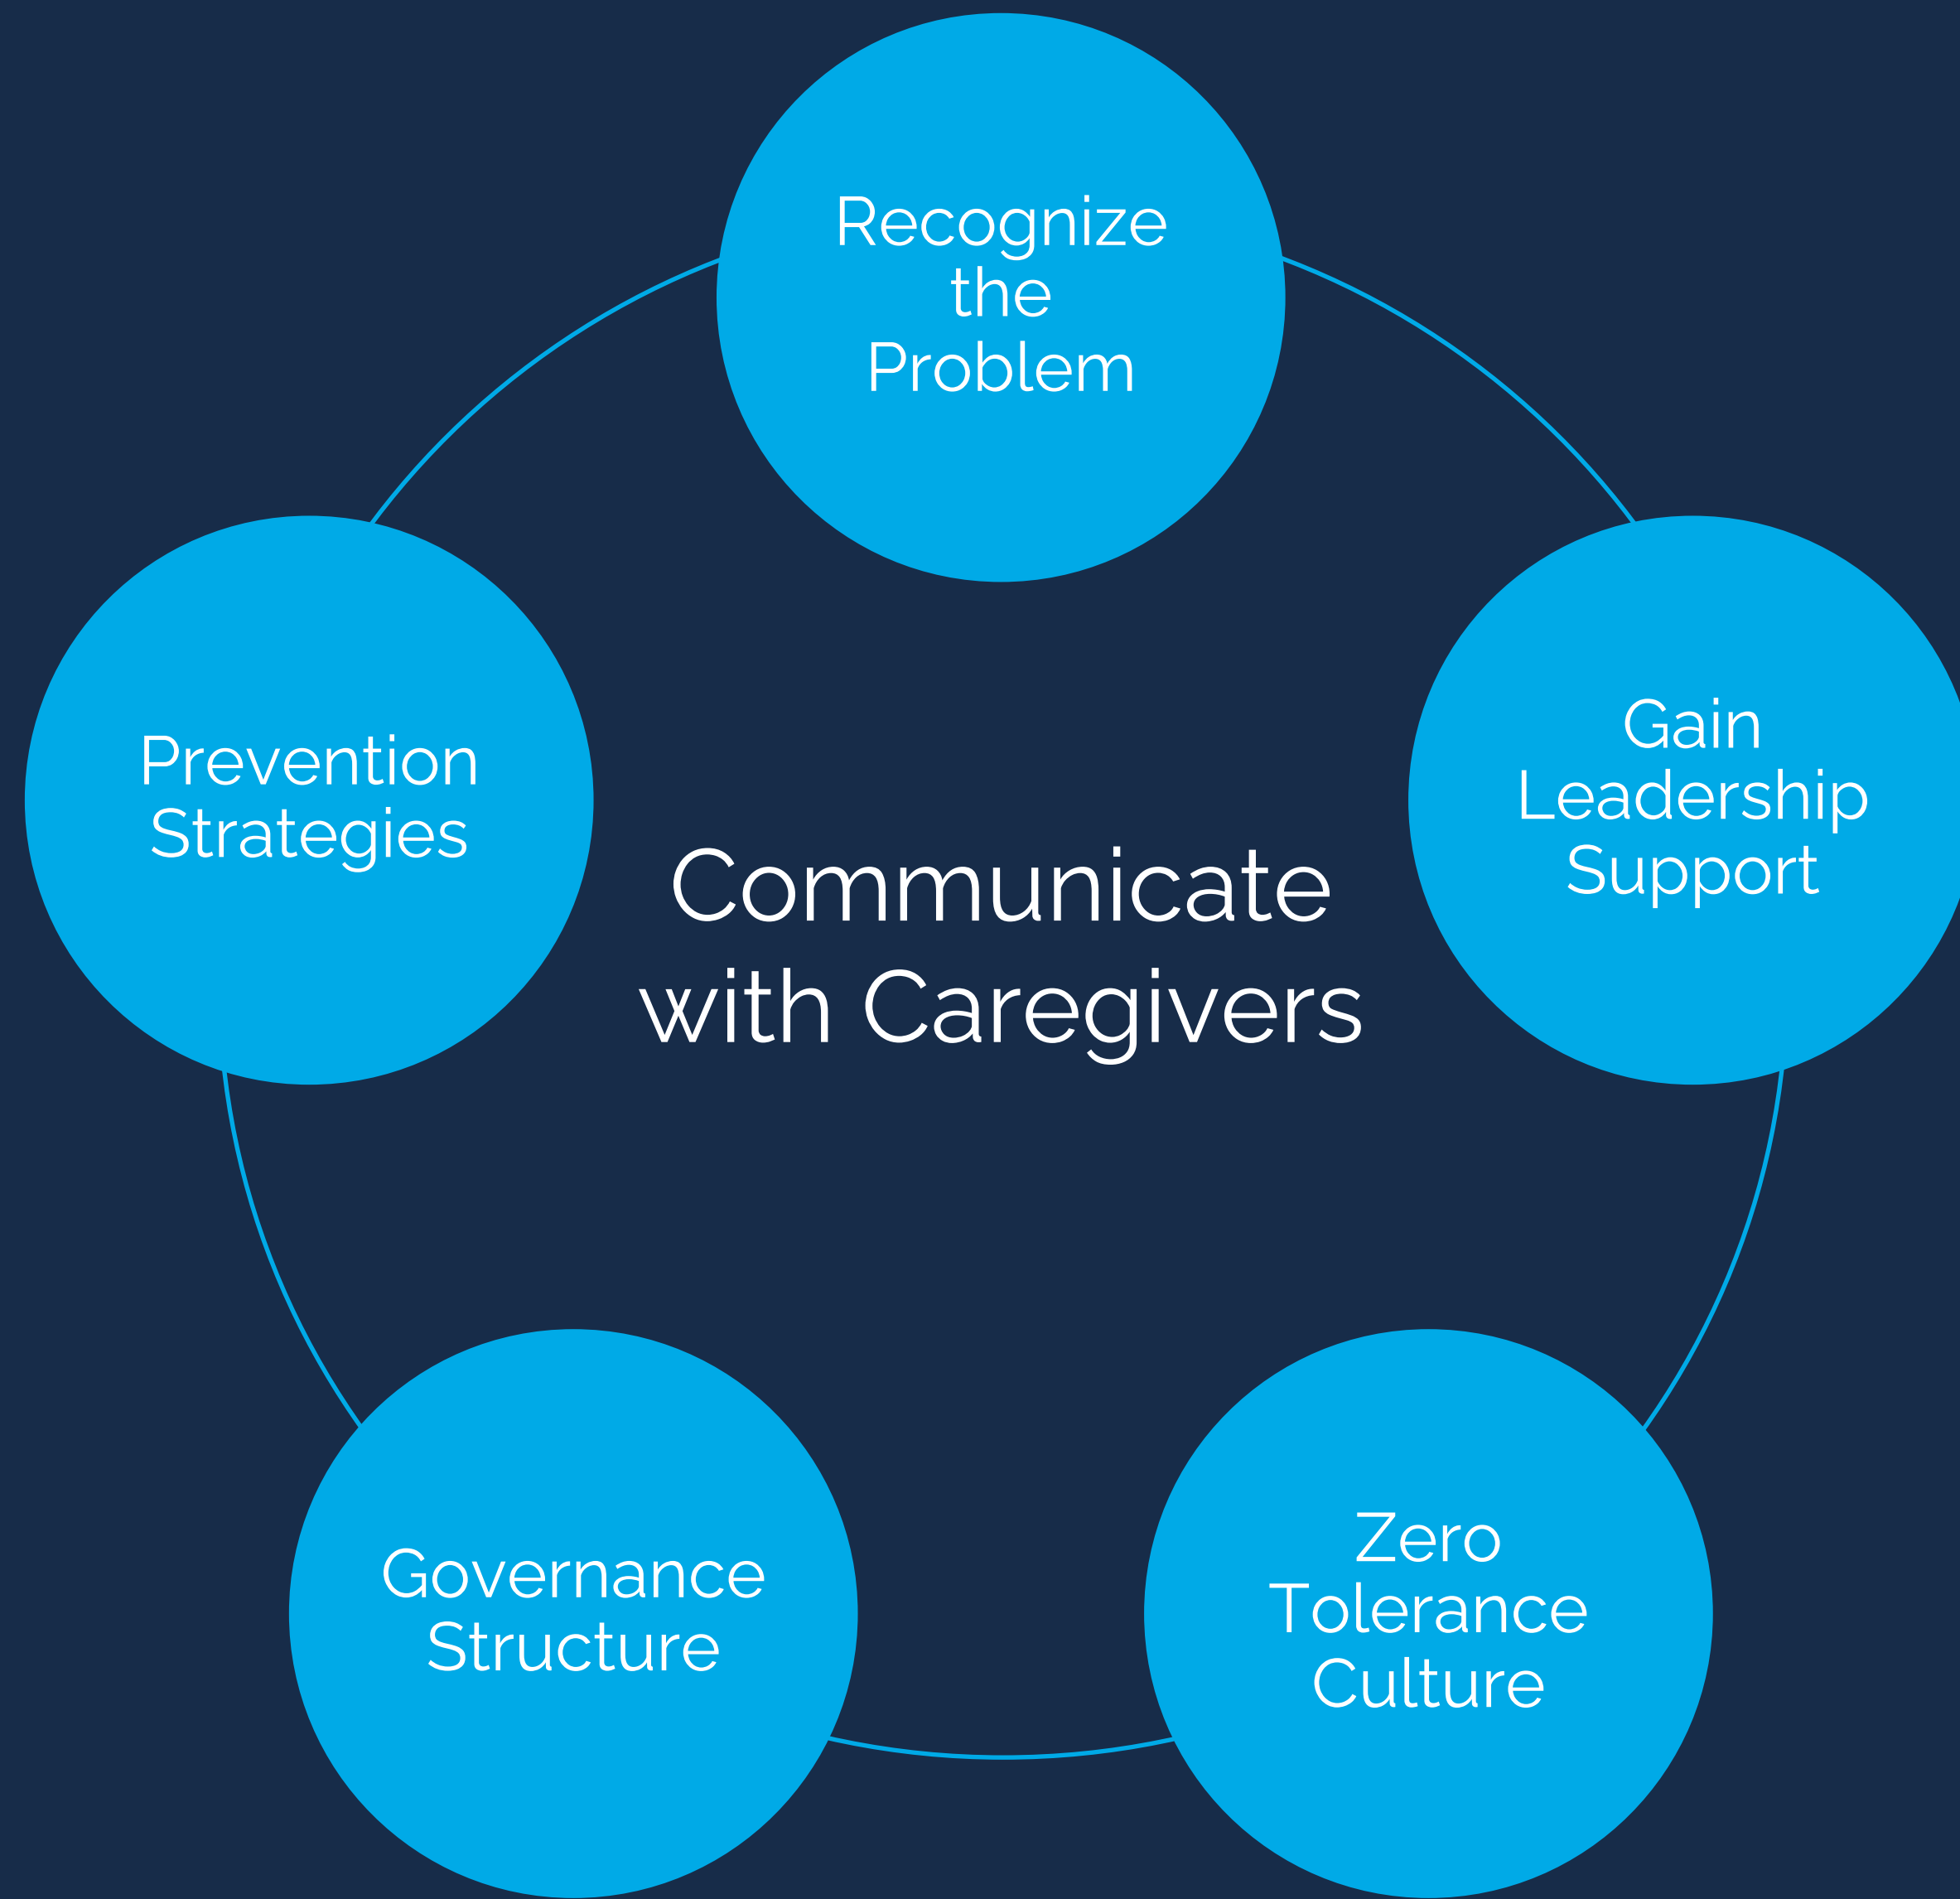 Recognize
the
Problem
Gain
Leadership
Support
Zero
Tolerance
Culture
Governance
Structure
Prevention
Strategies
Communicate
with Caregivers